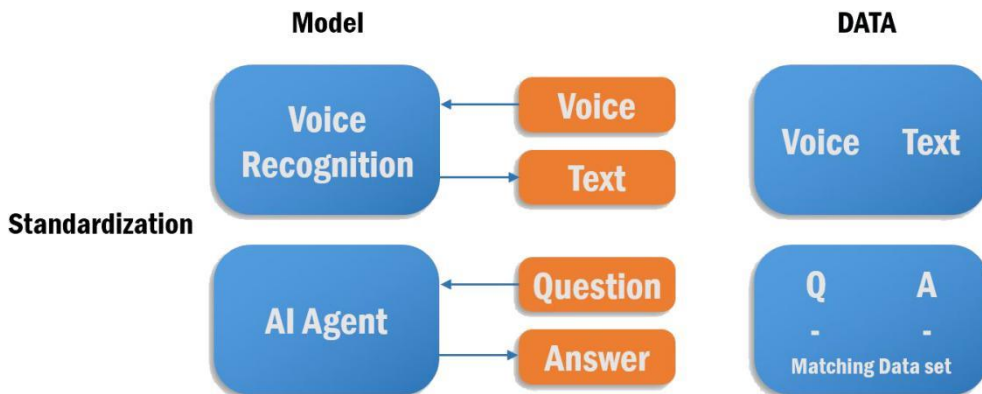 Model
DATA
Voice
Recognition
Voice
Text
Voice Text
Standardization
AI Agent
Question
Answer
Q A
- -
Matching Data set